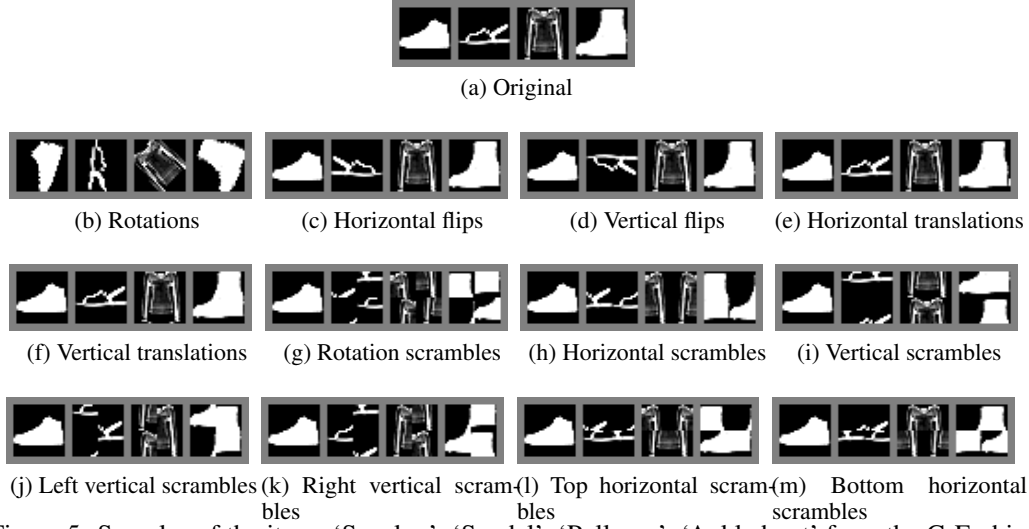 (a) Original
(b) Rotations
(c) Horizontal flips
(d) Vertical flips
(e) Horizontal translations
(f) Vertical translations
(g) Rotation scrambles
(h) Horizontal scrambles
(i) Vertical scrambles
(j) Left vertical scrambles
(k) Right vertical scram-
bles
(l) Top horizontal scram-
bles
(m) Bottom horizontal
scrambles